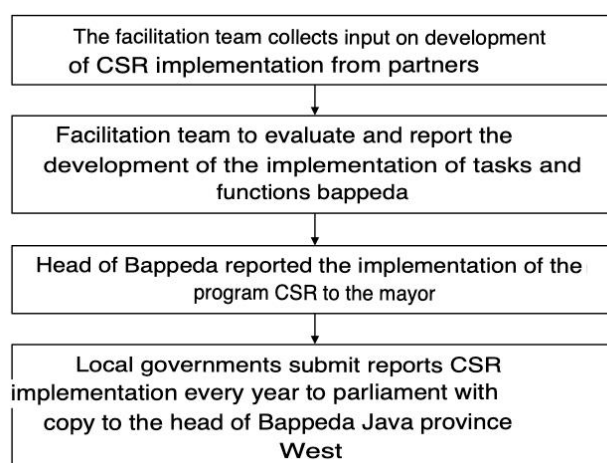 The facilitation team collects input on development
of CSR implementation from partners
Facilitation team to evaluate and report the
development of the implementation of tasks and
functions bappeda
Head of Bappeda reported the implementation of the
program CSR to the mayor
Local governments submit reports CSR
implementation every year to parliament with
copy to the head of Bappeda Java province
West